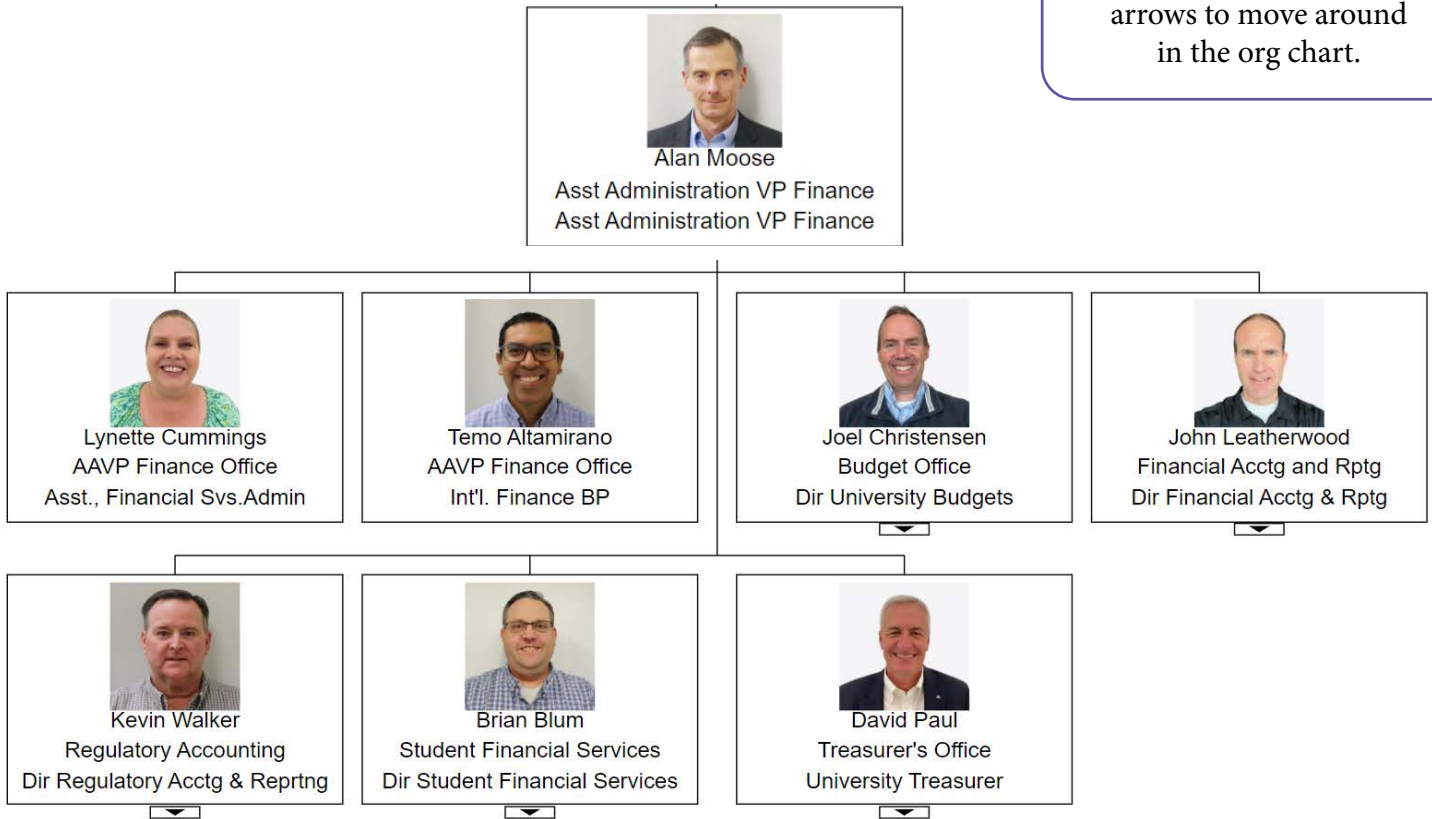 arrows to move around
in the org chart.
Alan Moose
Asst Administration VP Finance
Asst Administration VP Finance
Lynette Cummings
AAVP Finance Office
Asst., Financial Svs.Admin
Temo Altamirano
AAVP Finance Office
Int'l. Finance BP
Joel Christensen
Budget Office
Dir University Budgets
John Leatherwood
Financial Acctg and Rptg
Dir Financial Acctg & Rptg
Kevin Walker
Regulatory Accounting
Dir Regulatory Acctg & Reprtng
Brian Blum
Student Financial Services
Dir Student Financial Services
David Paul
Treasurer's Office
University Treasurer